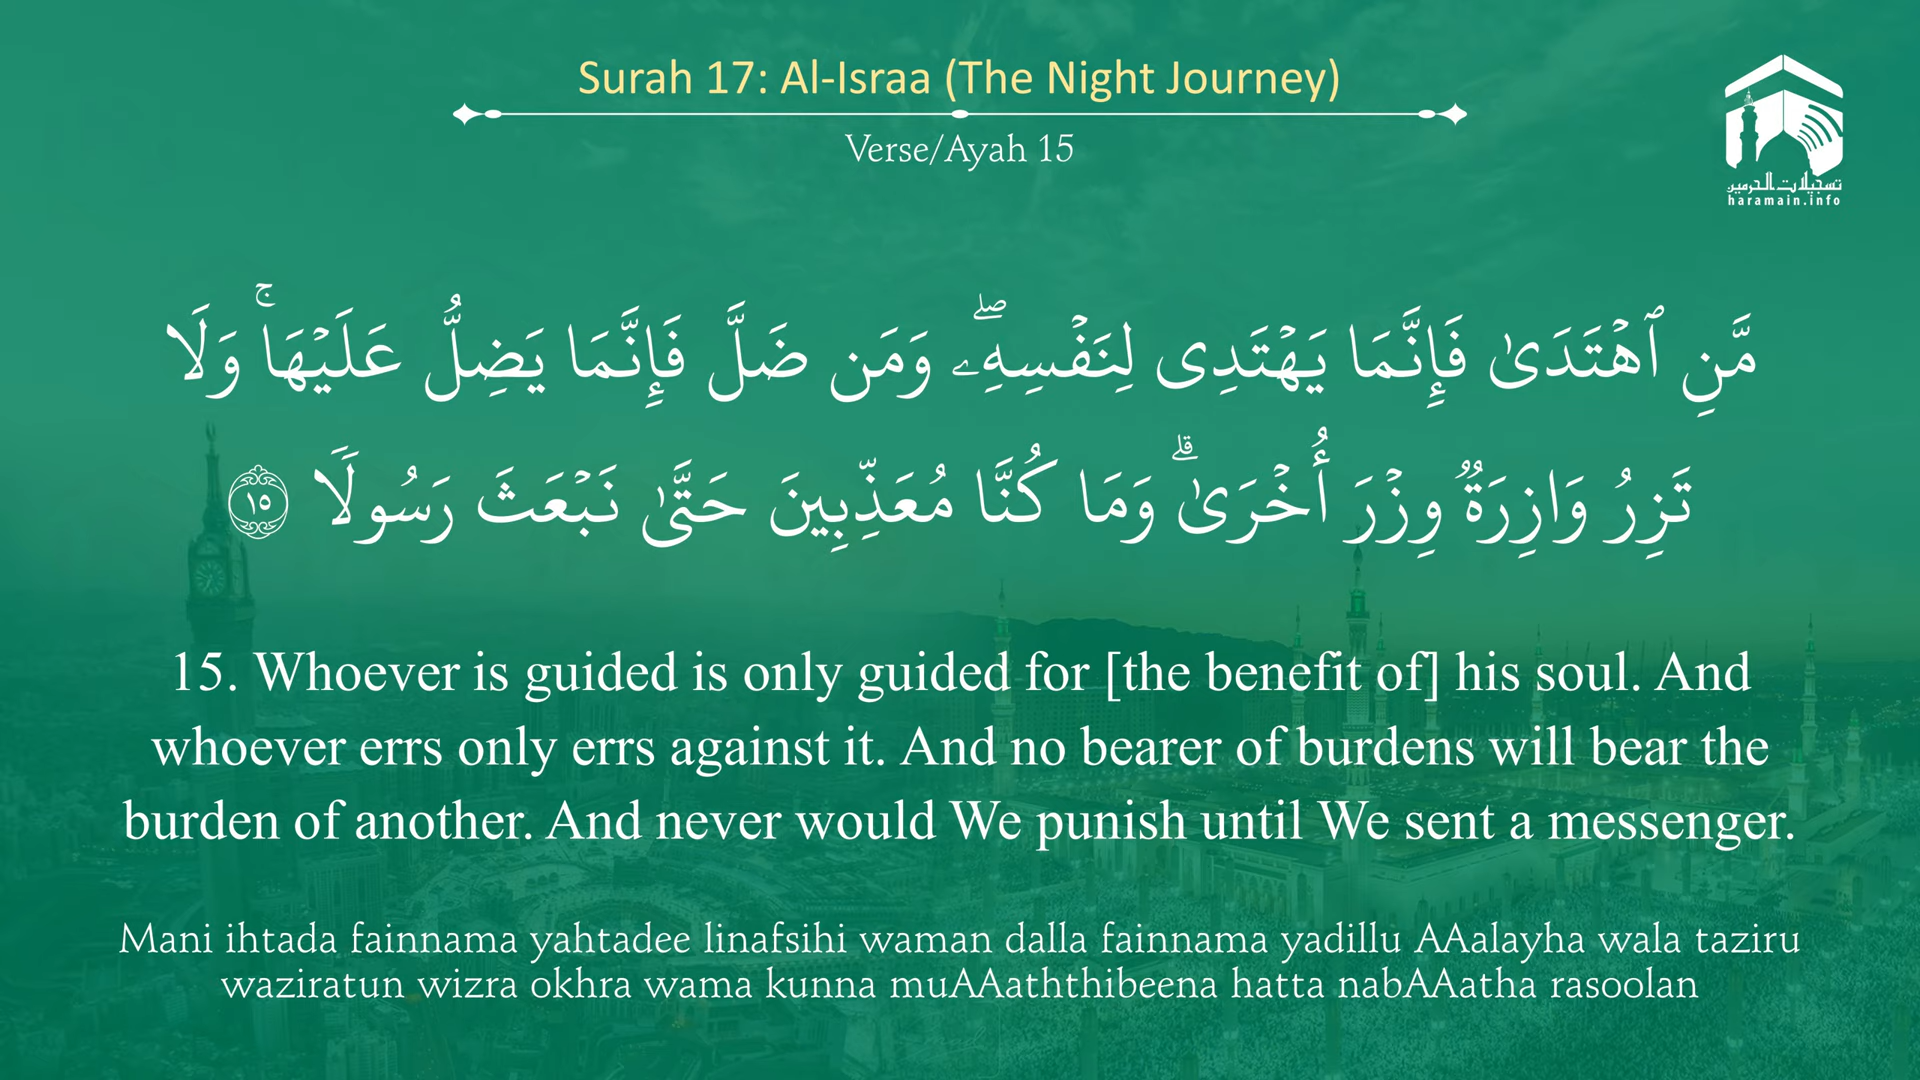 Surah 17: Al-Israa (The Night Journey)
Verse/Ayah 15
تسجيلات الحرمين
haramain.info
مَّنِ ٱهْتَدَىٰ فَإِنَّمَا يَهْتَدِى لِنَفْسِهِۦ ۖ وَمَن ضَلَّ فَإِنَّمَا يَضِلُّ عَلَيْهَا ۚ وَلَا
تَزِرُ وَازِرَةٌ وِزْرَ أُخْرَىٰ ۗ وَمَا كُنَّا مُعَذِّبِينَ حَتَّىٰ نَبْعَثَ رَسُولًا ١٥
15. Whoever is guided is only guided for [the benefit of] his soul. And
whoever errs only errs against it. And no bearer of burdens will bear the
burden of another. And never would We punish until We sent a messenger.
Mani ihtada fainnama yahtadee linafsihi waman dalla fainnama yadillu AAalayha wala taziru
waziratun wizra okhra wama kunna muAAaththibeena hatta nabAAatha rasoolan